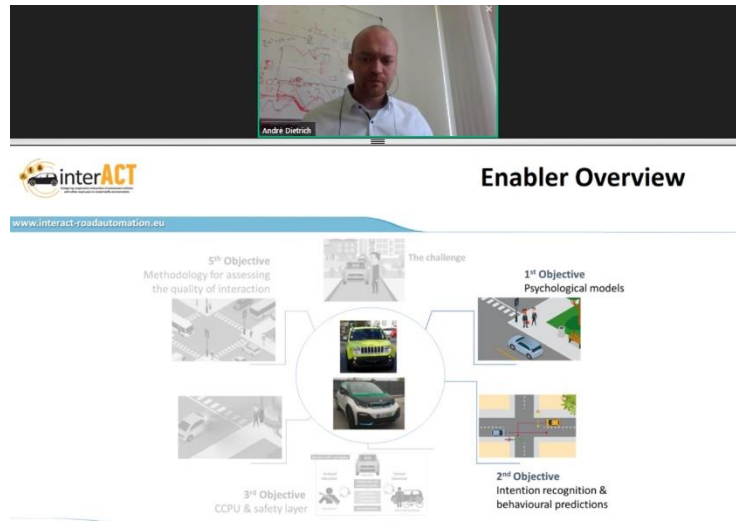 André Dietrich
interACT
Enabler Overview
www.interact-roadautomation.eu
The challenge
5th Objective
Methodology for assessing
the quality of interaction
1st Objective
Psychological models
3rd Objective
CCPU & safety layer
2nd Objective
Intention recognition &
behavioural predictions